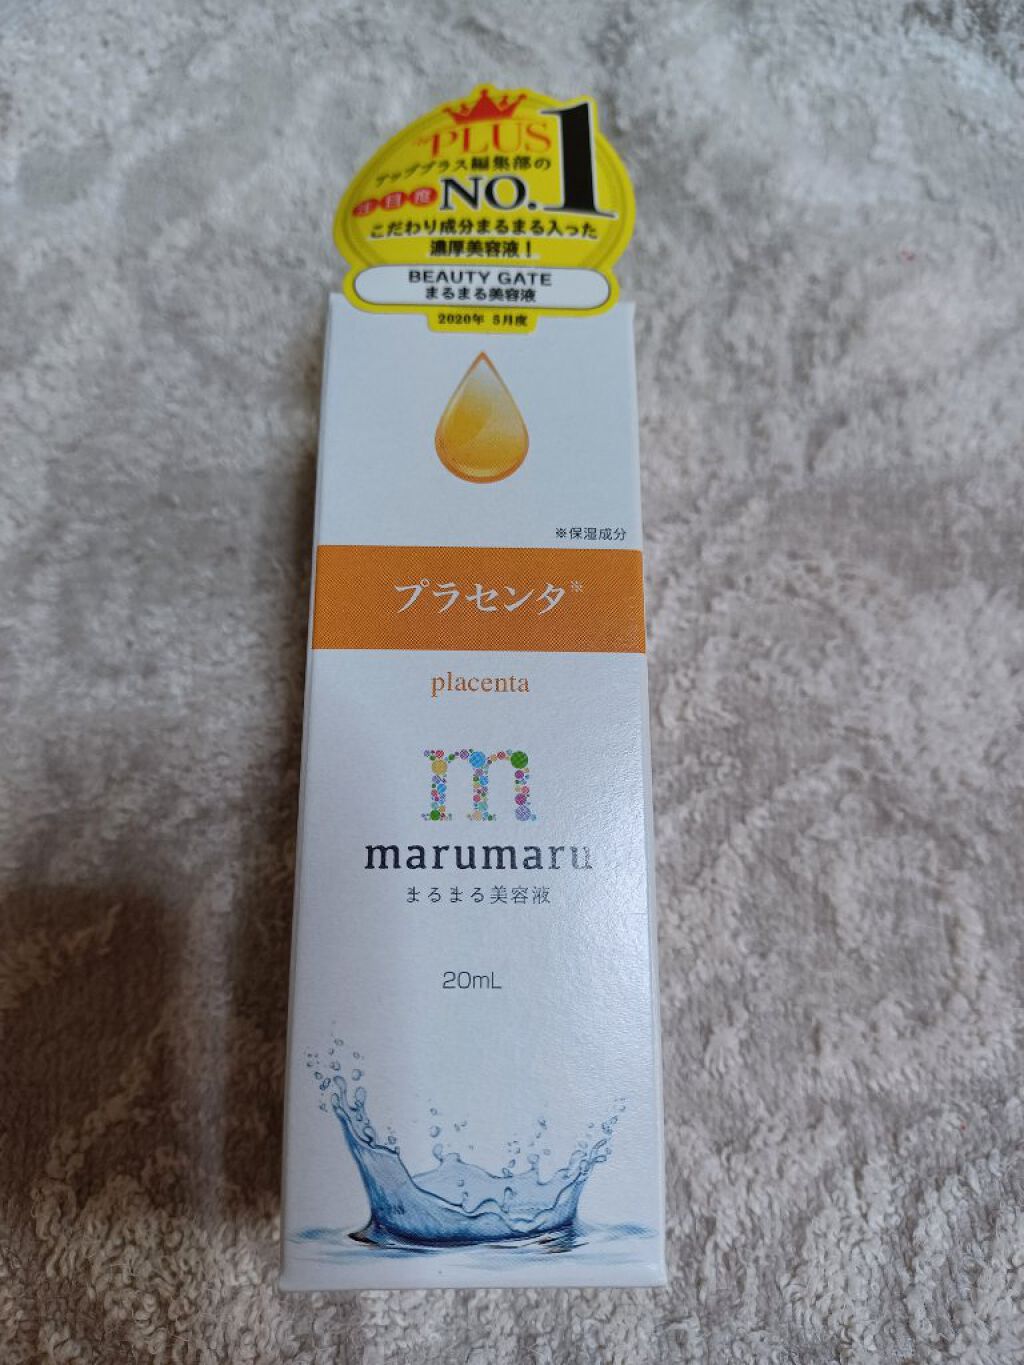 PLUS
アッププラス編集部の
注目度 NO.1
こだわり成分まるまる入った
濃厚美容液!
BEAUTY GATE
まるまる美容液
2020年 5月度
※保湿成分
プラセンタ※
placenta
m
marumaru
まるまる美容液
20mL